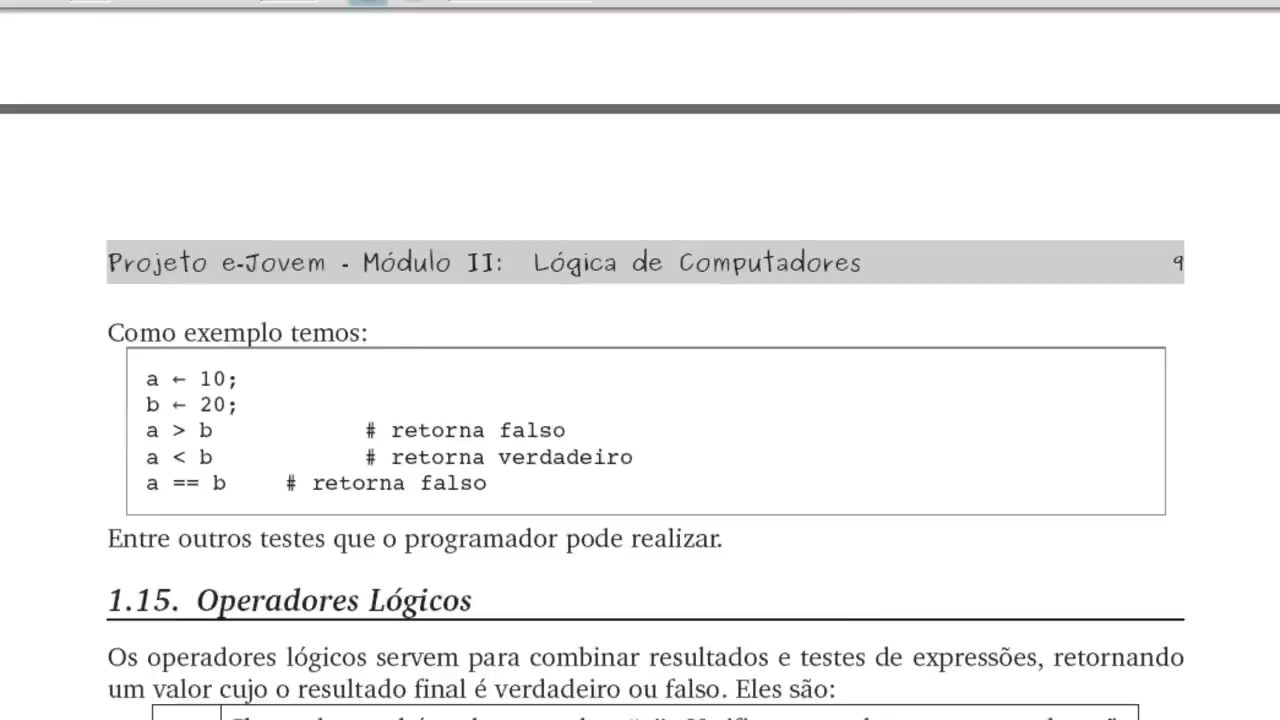 Projeto e-Jovem - Módulo II: Lógica de Computadores 9
Como exemplo temos:
a ← 10;
b ← 20;
a > b # retorna falso
a < b # retorna verdadeiro
a == b # retorna falso
Entre outros testes que o programador pode realizar.
1.15. Operadores Lógicos
Os operadores lógicos servem para combinar resultados e testes de expressões, retornando
um valor cujo o resultado final é verdadeiro ou falso. Eles são: